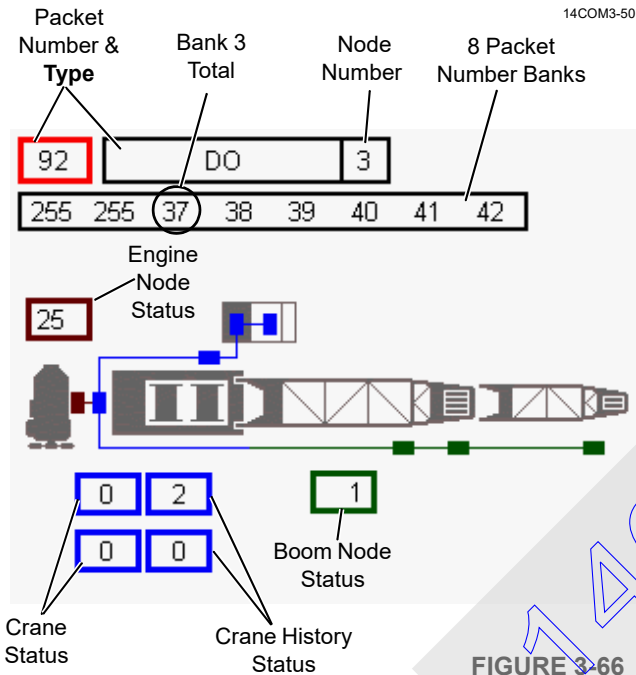 14COM3-50
Packet
Number &
Type
Bank 3
Total
Node
Number
8 Packet
Number Banks
92 DO 3
255 255 37 38 39 40 41 42
Engine
Node
Status
25
0 2
1
0 0
Boom Node
Status
Crane
Status
Crane History
Status
FIGURE 3-66